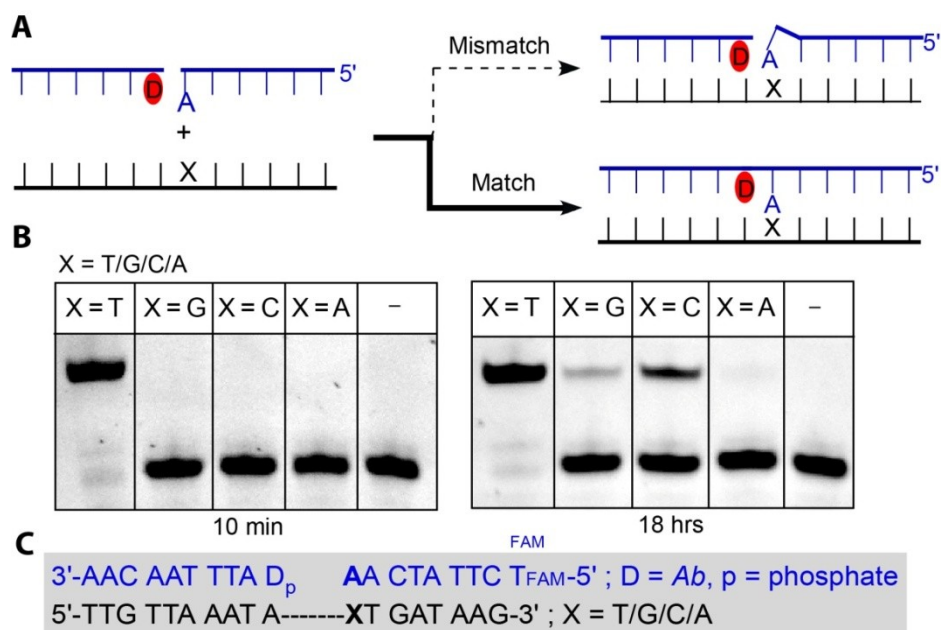 A
Mismatch
5'
D
A
X
D
A
5'
+
X
Match
5'
D
A
X
B
X = T/G/C/A
X = T X = G X = C X = A –
X = T X = G X = C X = A –
10 min
18 hrs
C
FAM
3'-AAC AAT TTA Dp AA CTA TTC TFAM-5' ; D = Ab, p = phosphate
5'-TTG TTA AAT A-------XT GAT AAG-3' ; X = T/G/C/A